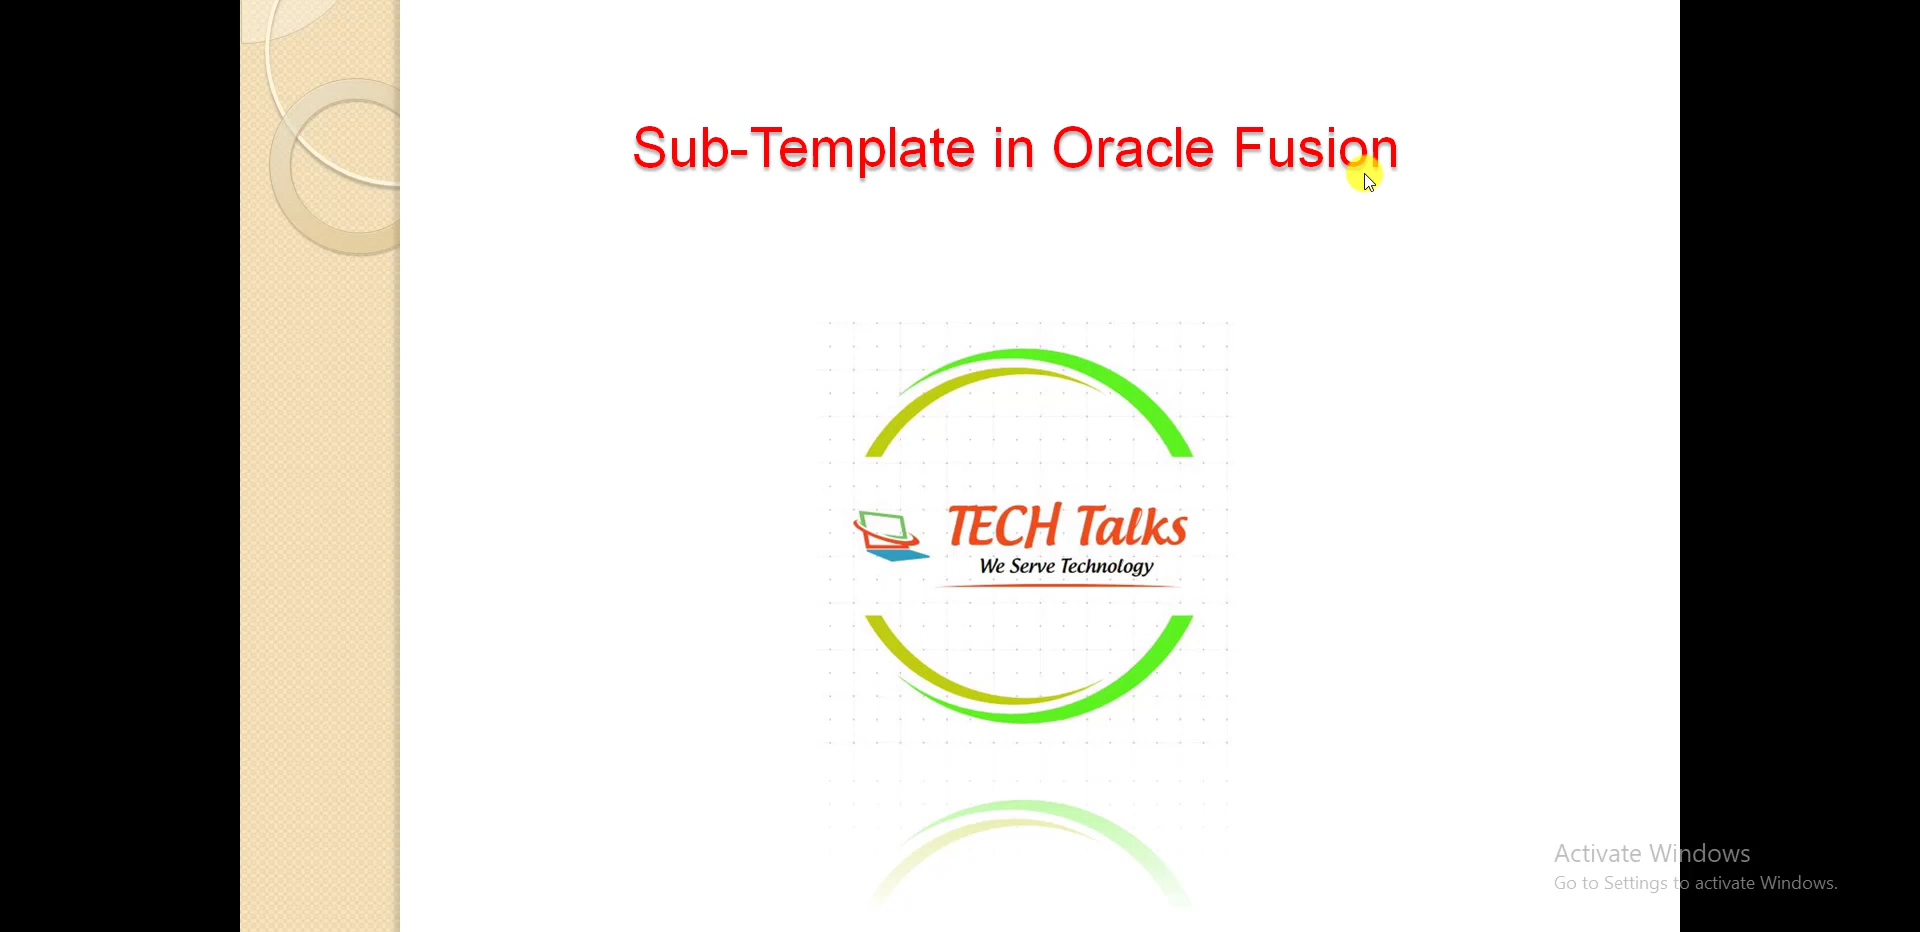 Sub-Template in Oracle Fusion
TECH Talks
We Serve Technology
Activate Windows
Go to Settings to activate Windows.